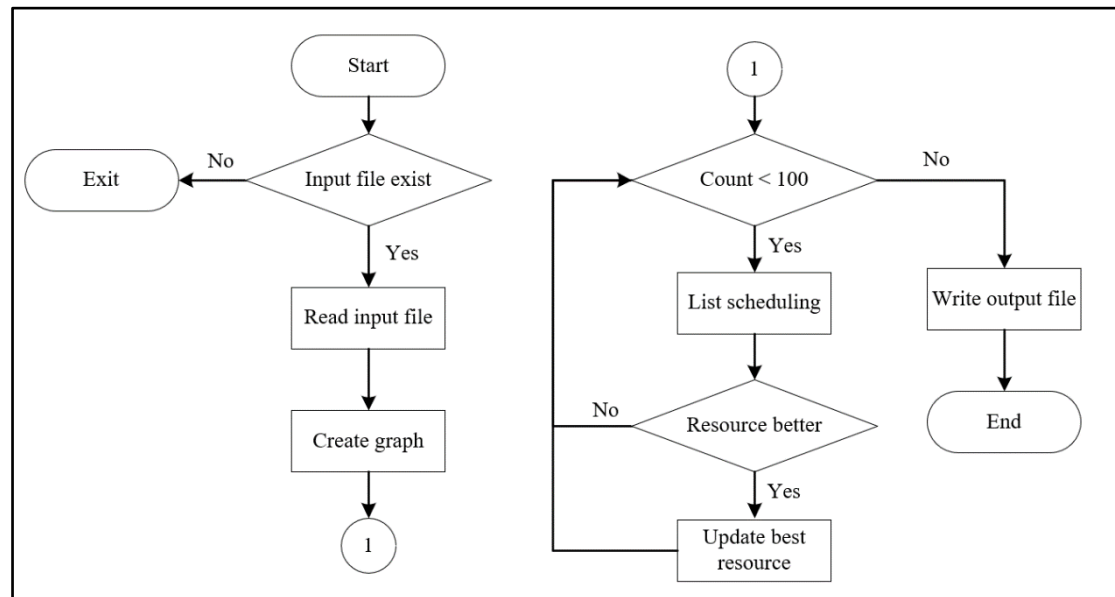 Start
No
Exit
Input file exist
Yes
Read input file
Create graph
1
1
Count < 100
No
Yes
List scheduling
Write output file
No
Resource better
End
Yes
Update best
resource